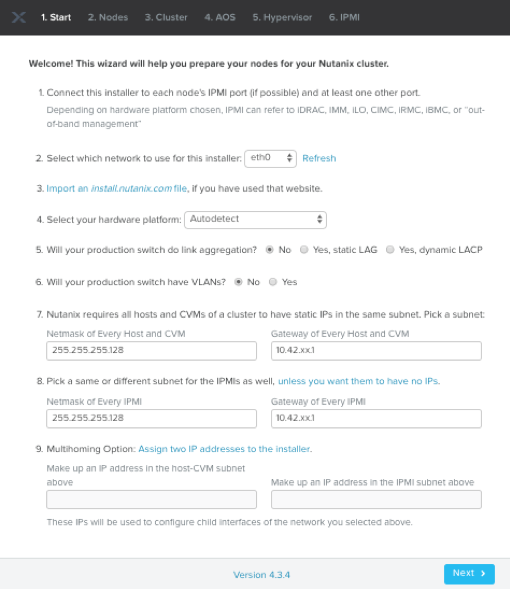 1. Start 2. Nodes 3. Cluster 4. AOS 5. Hypervisor 6. IPMI
Welcome! This wizard will help you prepare your nodes for your Nutanix cluster.
1. Connect this installer to each node's IPMI port (if possible) and at least one other port.
Depending on hardware platform chosen, IPMI can refer to iDRAC, IMM, iLO, CIMC, iRMC, iBMC, or "out-
of-band management"
2. Select which network to use for this installer: eth0 Refresh
3. Import an install.nutanix.com file, if you have used that website.
4. Select your hardware platform: Autodetect
5. Will your production switch do link aggregation? No Yes, static LAG Yes, dynamic LACP
6. Will your production switch have VLANs? No Yes
7. Nutanix requires all hosts and CVMs of a cluster to have static IPs in the same subnet. Pick a subnet:
Netmask of Every Host and CVM Gateway of Every Host and CVM
255.255.255.128 10.42.xx.1
8. Pick a same or different subnet for the IPMIs as well, unless you want them to have no IPs.
Netmask of Every IPMI Gateway of Every IPMI
255.255.255.128 10.42.xx.1
9. Multihoming Option: Assign two IP addresses to the installer.
Make up an IP address in the host-CVM subnet
above Make up an IP address in the IPMI subnet above
These IPs will be used to configure child interfaces of the network you selected above.
Version 4.3.4 Next >